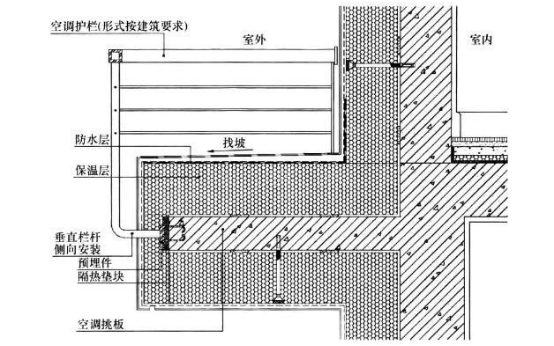 空调护栏(形式按建筑要求)
室外
室内
找坡
防水层
保温层
垂直栏杆
侧向安装
预埋件
隔热垫块
空调挑板